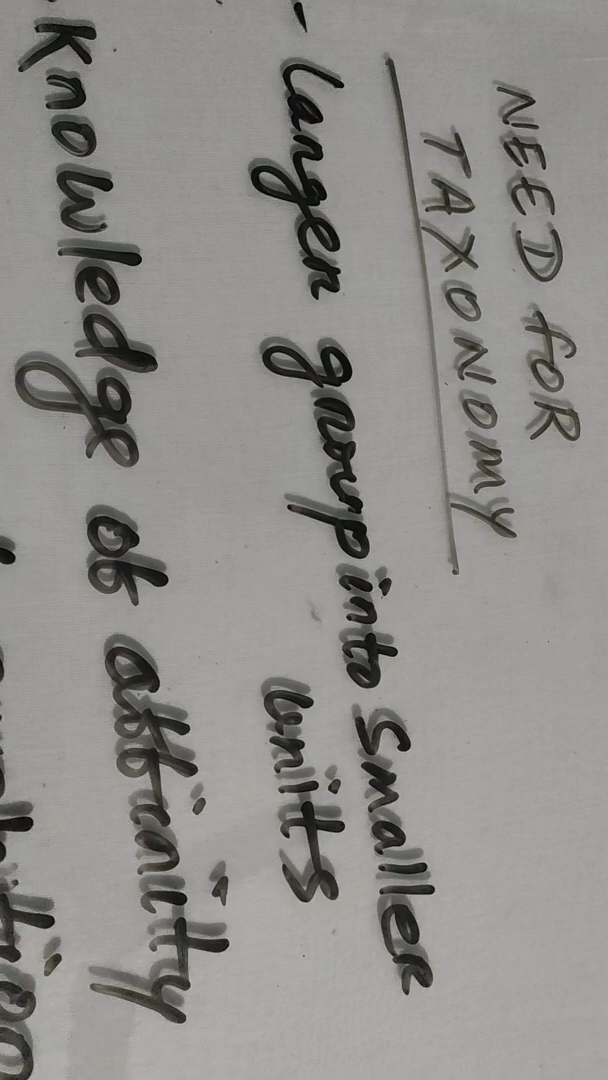 NEED foR
TAXONOMY
- Larger group into Smaller
units
. Knowledge of affinity